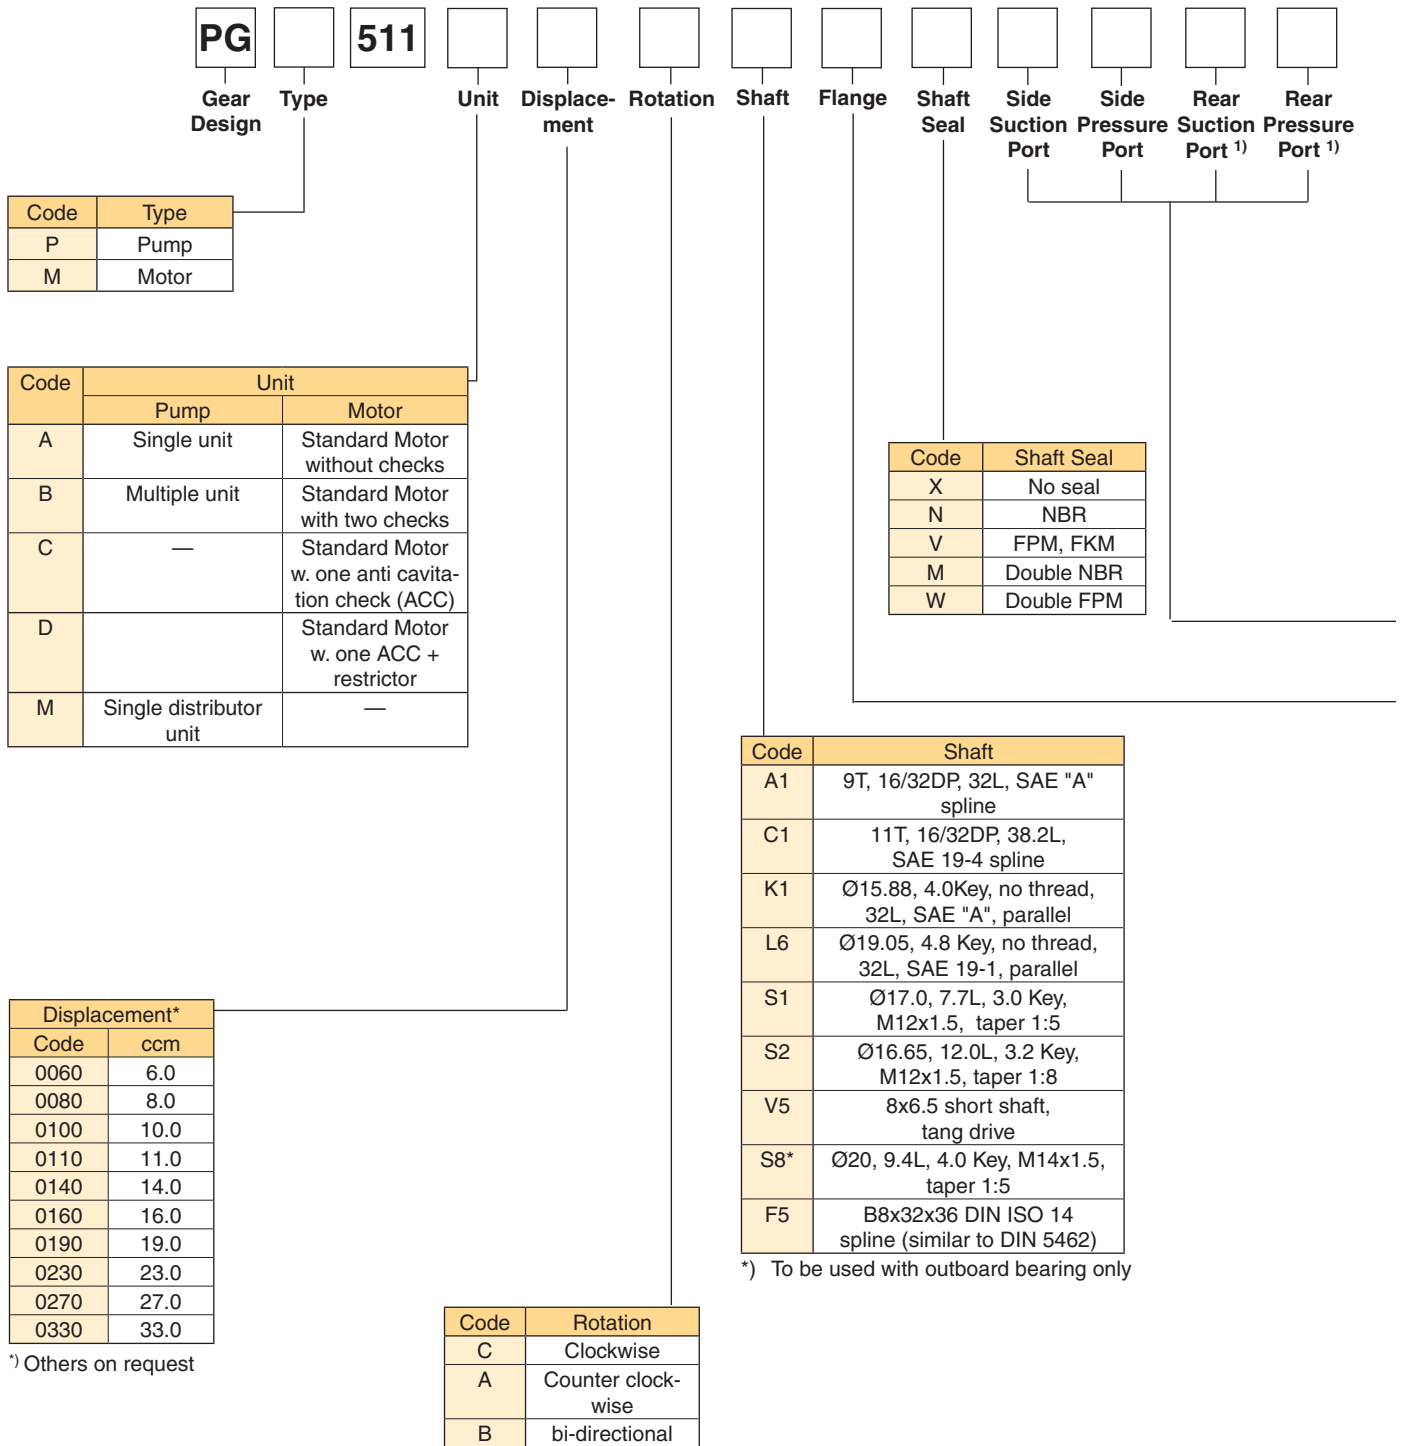 PG 511
Gear Design
Type
Unit
Displace-
ment
Rotation
Shaft
Flange
Shaft
Seal
Side
Suction
Port
Side
Pressure
Port
Rear
Suction
Port 1)
Rear
Pressure
Port 1)
Code Type
P Pump
M Motor
Code Unit
Pump Motor
A Single unit Standard Motor
without checks
B Multiple unit Standard Motor
with two checks
C — Standard Motor
w. one anti cavita-
tion check (ACC)
D Standard Motor
w. one ACC +
restrictor
M Single distributor —
unit
Code Shaft Seal
X No seal
N NBR
V FPM, FKM
M Double NBR
W Double FPM
Code Shaft
A1 9T, 16/32DP, 32L, SAE "A"
spline
C1 11T, 16/32DP, 38.2L,
SAE 19-4 spline
K1 Ø15.88, 4.0Key, no thread,
32L, SAE "A", parallel
L6 Ø19.05, 4.8 Key, no thread,
32L, SAE 19-1, parallel
S1 Ø17.0, 7.7L, 3.0 Key,
M12x1.5, taper 1:5
S2 Ø16.65, 12.0L, 3.2 Key,
M12x1.5, taper 1:8
V5 8x6.5 short shaft,
tang drive
S8* Ø20, 9.4L, 4.0 Key, M14x1.5,
taper 1:5
F5 B8x32x36 DIN ISO 14
spline (similar to DIN 5462)
*) To be used with outboard bearing only
Displacement*
Code ccm
0060 6.0
0080 8.0
0100 10.0
0110 11.0
0140 14.0
0160 16.0
0190 19.0
0230 23.0
0270 27.0
0330 33.0
*) Others on request
Code Rotation
C Clockwise
A Counter clock-
wise
B bi-directional